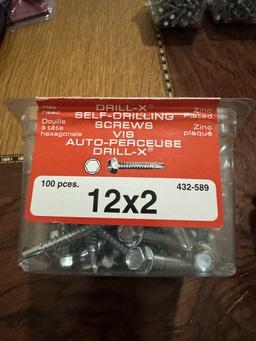 DRILL-X®
Hex
Head
SELF-DRILLING
Zinc
Plated
Douille
à tête
hexagonale
SCREWS
VIS
Zinc
plaqué
AUTO-PERCEUSE
DRILL-X®
100 pces.
12x2
432-589